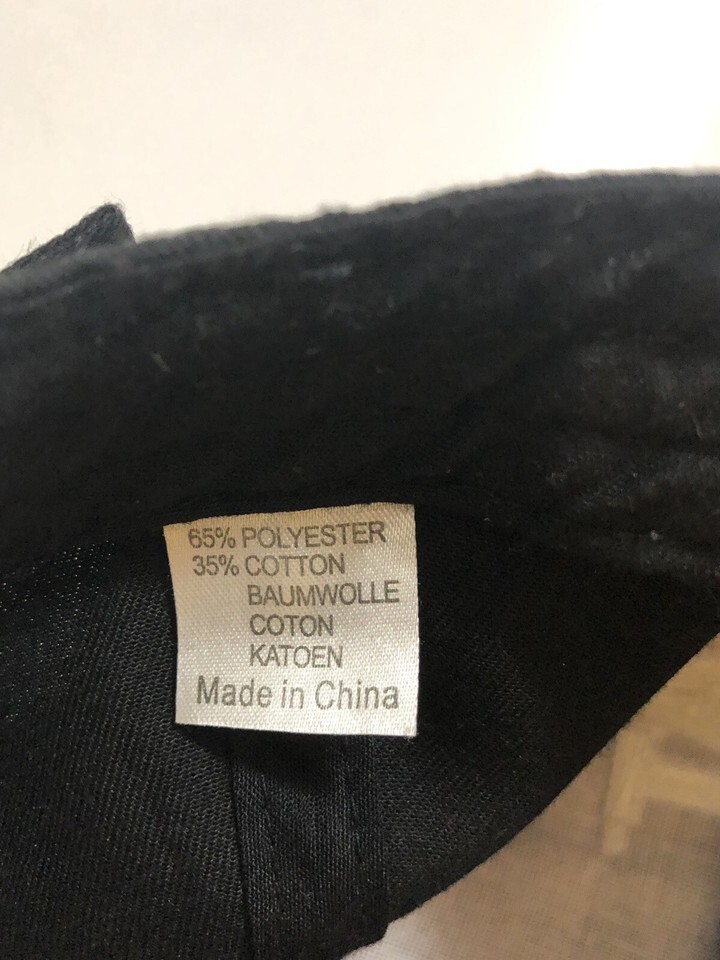 65% POLYESTER
35% COTTON
BAUMWOLLE
COTON
KATOEN
Made in China